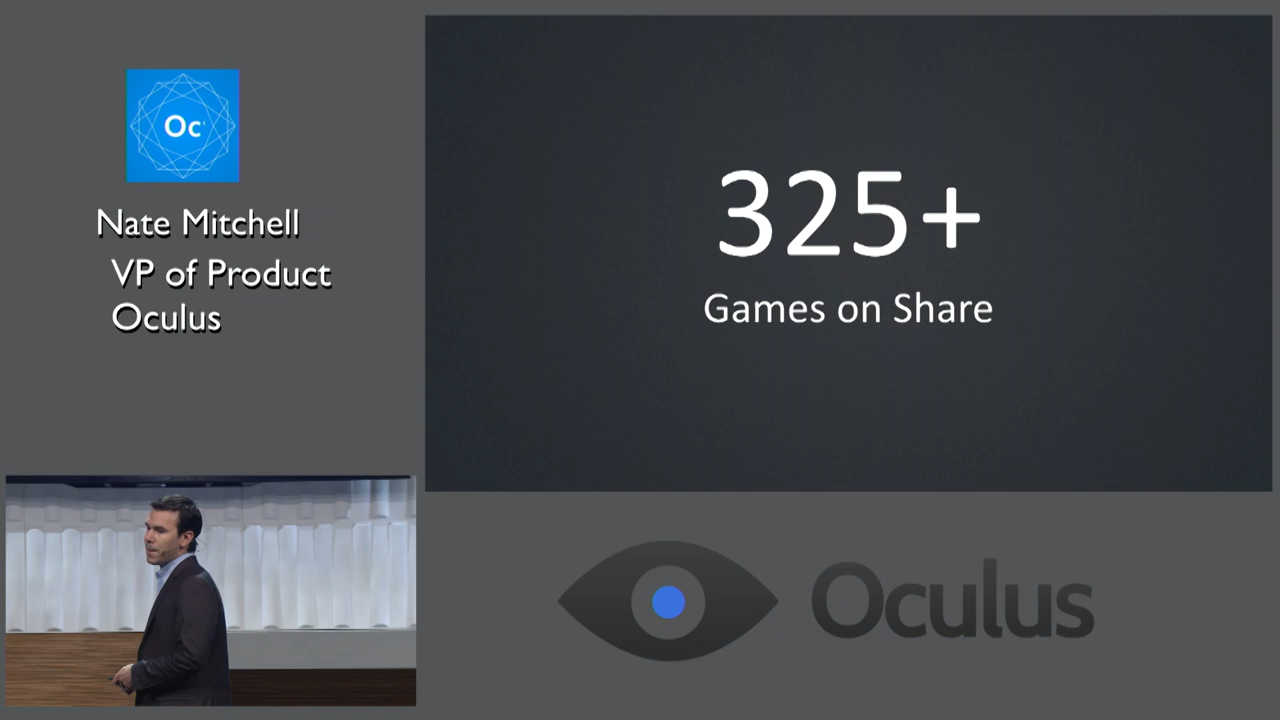 Oc
Nate Mitchell
VP of Product
Oculus
325+
Games on Share
Oculus